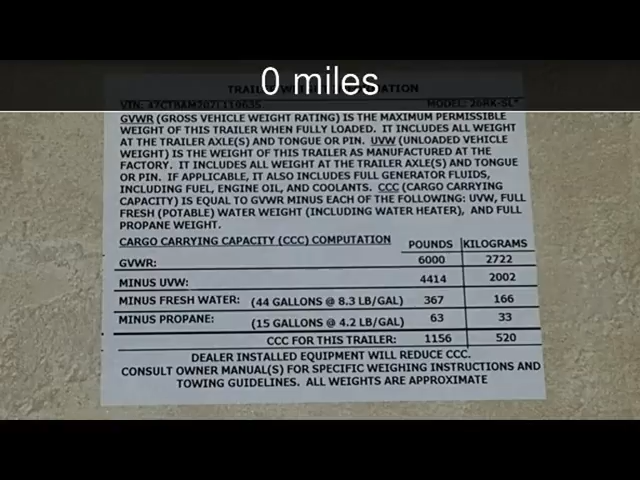 0 miles
VIN:
MODEL: 26RK-SL*
GVWR (GROSS VEHICLE WEIGHT RATING) IS THE MAXIMUM PERMISSIBLE
WEIGHT OF THIS TRAILER WHEN FULLY LOADED. IT INCLUDES ALL WEIGHT
AT THE TRAILER AXLE(S) AND TONGUE OR PIN. UVW (UNLOADED VEHICLE
WEIGHT) IS THE WEIGHT OF THIS TRAILER AS MANUFACTURED AT THE
FACTORY. IT INCLUDES ALL WEIGHT AT THE TRAILER AXLE(S) AND TONGUE
OR PIN. IF APPLICABLE, IT ALSO INCLUDES FULL GENERATOR FLUIDS,
INCLUDING FUEL, ENGINE OIL, AND COOLANTS. CCC (CARGO CARRYING
CAPACITY) IS EQUAL TO GVWR MINUS EACH OF THE FOLLOWING: UVW, FULL
FRESH (POTABLE) WATER WEIGHT (INCLUDING WATER HEATER), AND FULL
PROPANE WEIGHT.
CARGO CARRYING CAPACITY (CCC) COMPUTATION POUNDS KILOGRAMS
GVWR: 6000 2722
MINUS UVW: 4414 2002
MINUS FRESH WATER: (44 GALLONS @ 8.3 LB/GAL) 367 166
MINUS PROPANE: (15 GALLONS @ 4.2 LB/GAL) 63 33
CCC FOR THIS TRAILER: 1156 520
DEALER INSTALLED EQUIPMENT WILL REDUCE CCC.
CONSULT OWNER MANUAL(S) FOR SPECIFIC WEIGHING INSTRUCTIONS AND
TOWING GUIDELINES. ALL WEIGHTS ARE APPROXIMATE